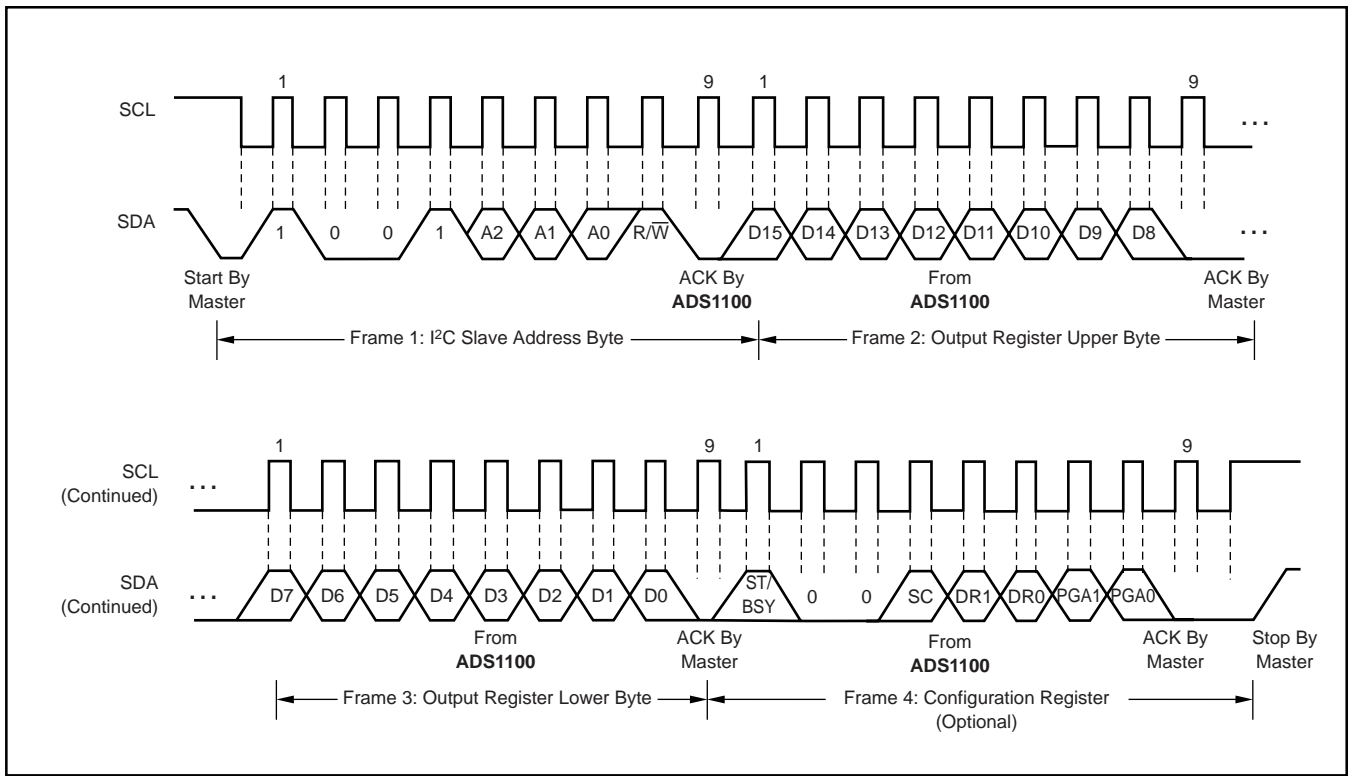 1 9 1 9
SCL ...
SDA 1 0 0 1 A2 A1 A0 R/W̅ D15 D14 D13 D12 D11 D10 D9 D8 ...
Start By Master
ACK By ADS1100
From ADS1100
ACK By Master
Frame 1: I²C Slave Address Byte
Frame 2: Output Register Upper Byte
1 9 1 9
SCL (Continued) ...
SDA (Continued) ... D7 D6 D5 D4 D3 D2 D1 D0 ST/BSY 0 0 SC DR1 DR0 PGA1 PGA0
From ADS1100
ACK By Master
From ADS1100
ACK By Master
Stop By Master
Frame 3: Output Register Lower Byte
Frame 4: Configuration Register
(Optional)